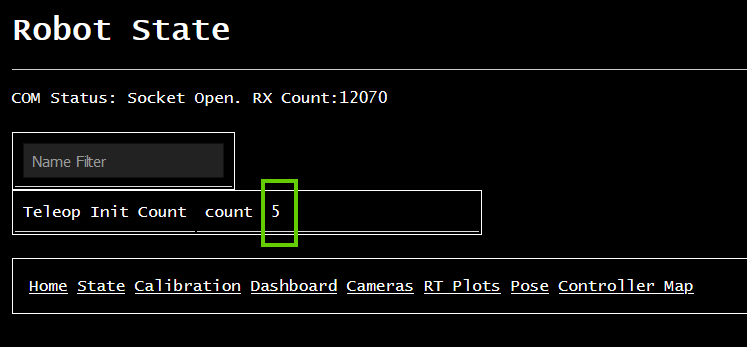 Robot State
COM Status: Socket Open. RX Count:12070
Name Filter
Teleop Init Count count 5
Home State Calibration Dashboard Cameras RT Plots Pose Controller Map